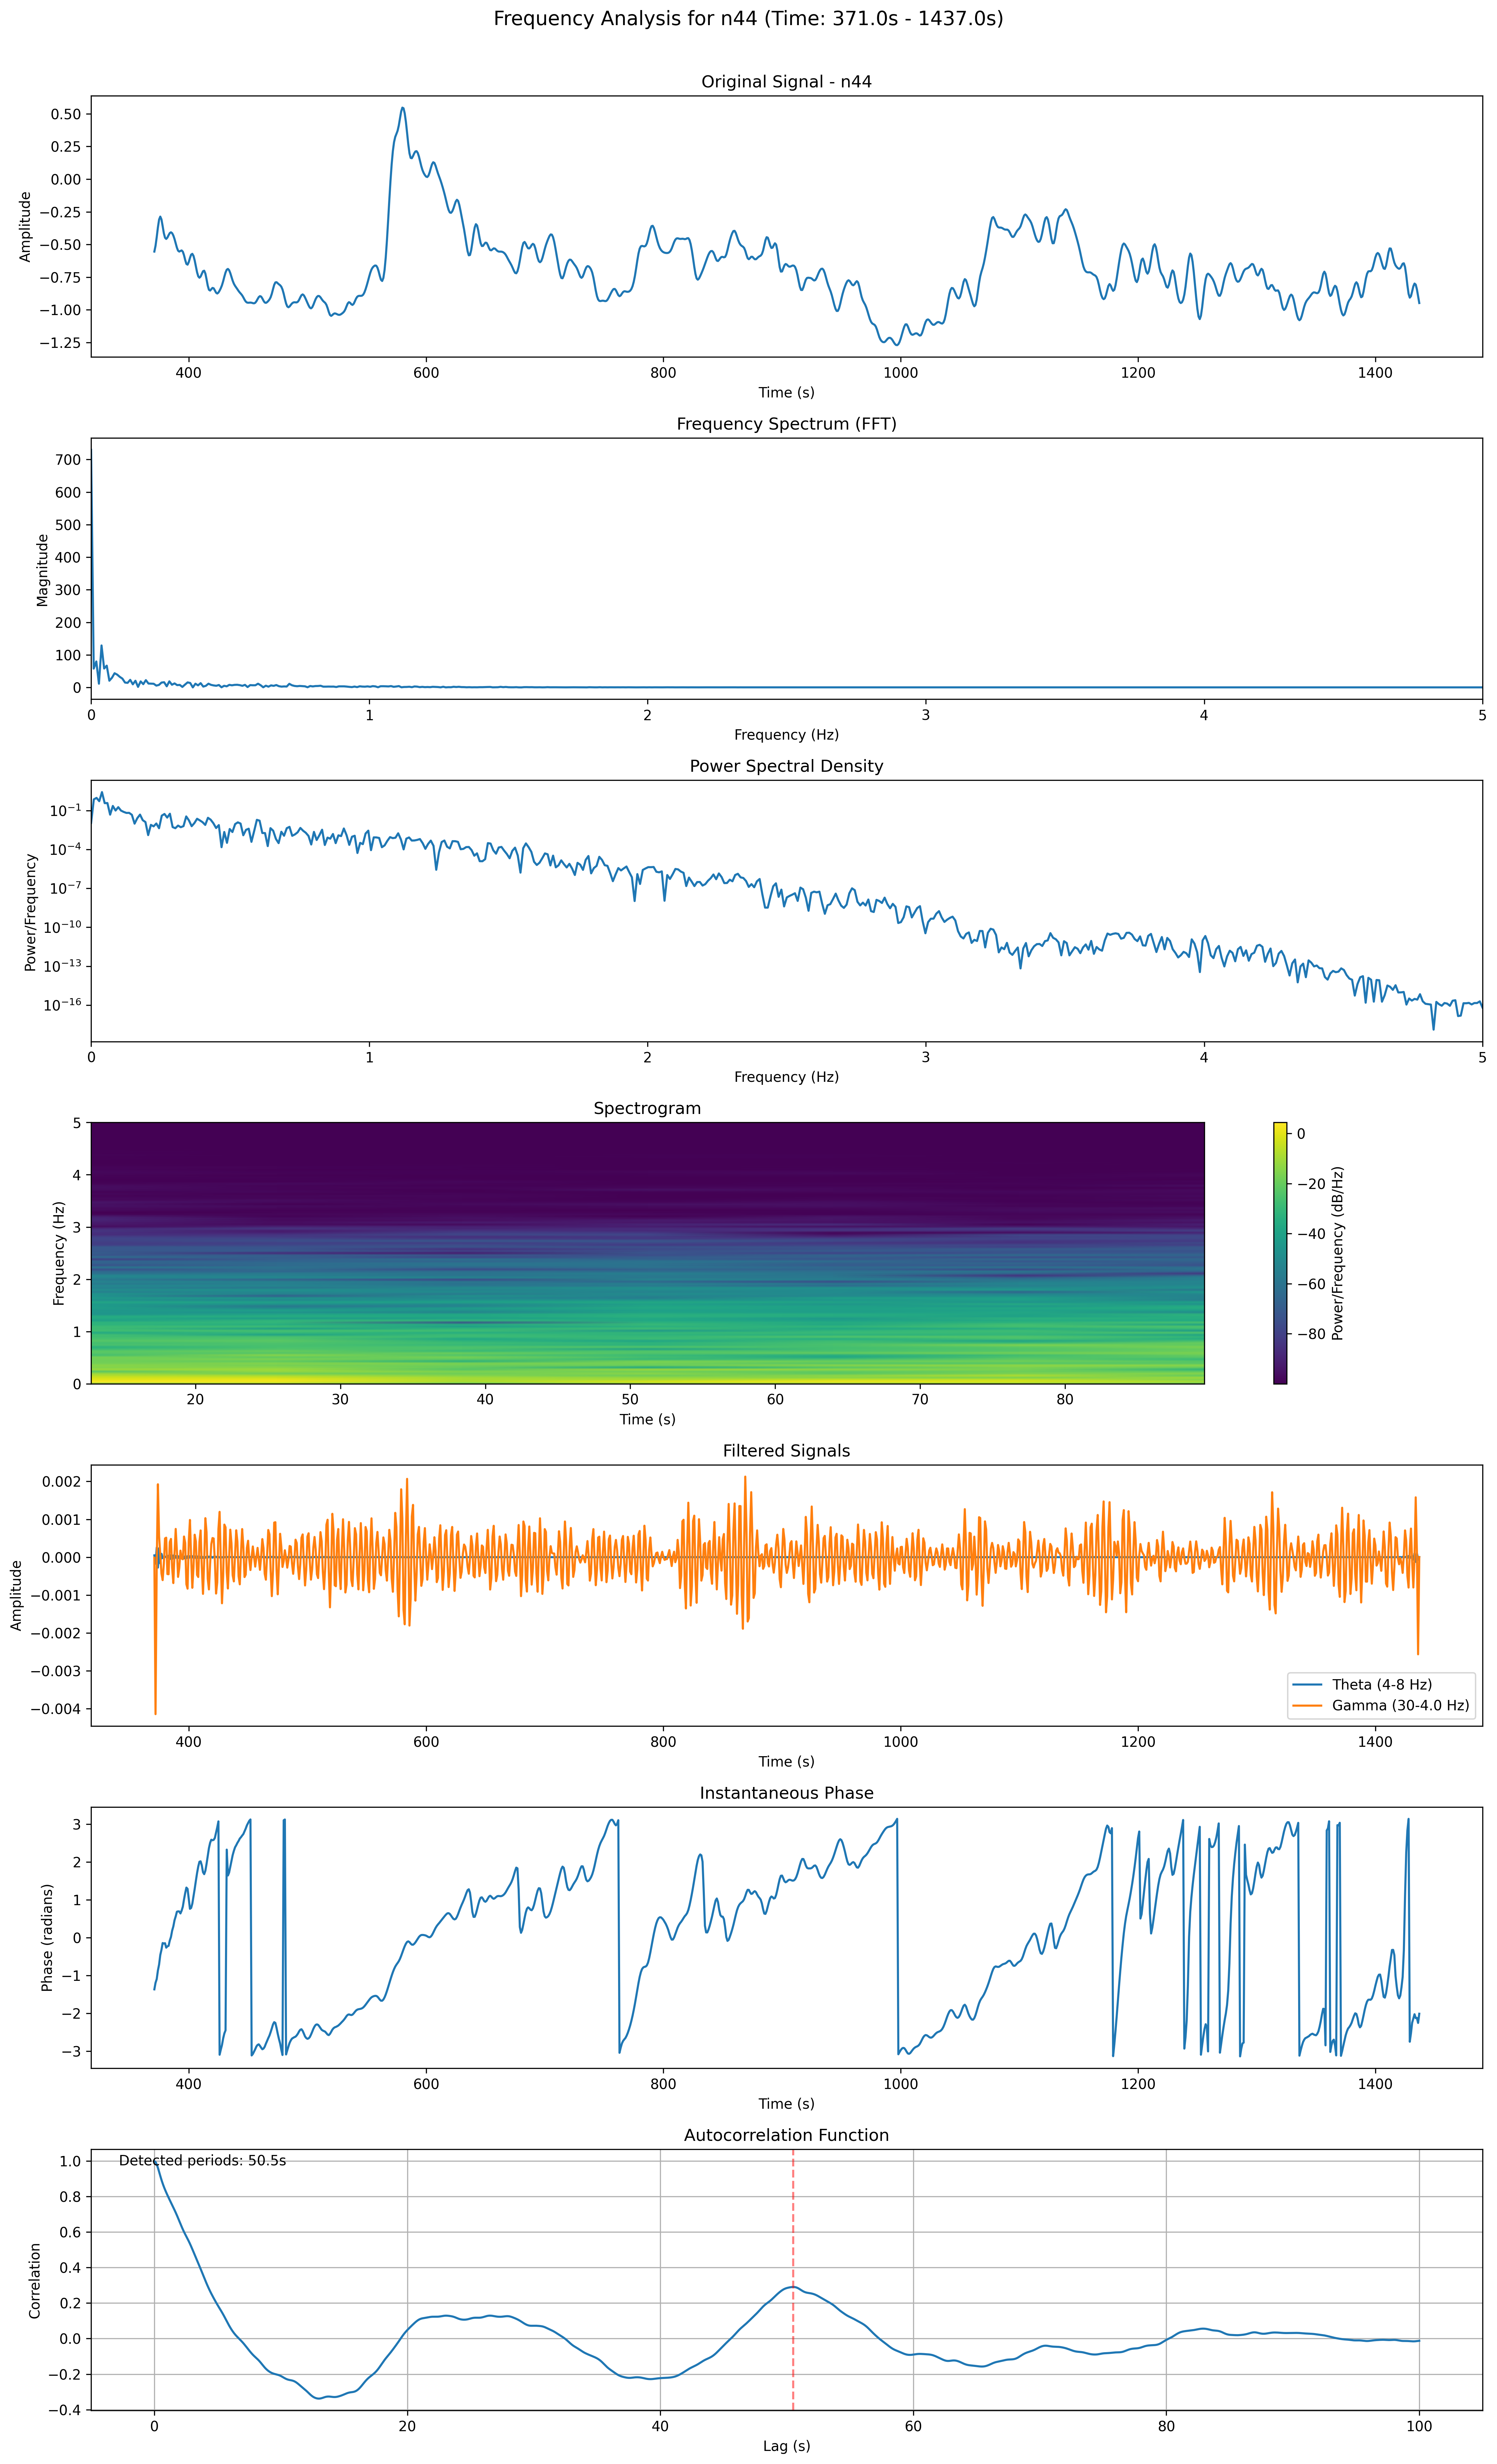 Frequency Analysis for n44 (Time: 371.0s - 1437.0s)
Original Signal - n44
Amplitude
0.50
0.25
0.00
−0.25
−0.50
−0.75
−1.00
−1.25
400 600 800 1000 1200 1400
Time (s)
Frequency Spectrum (FFT)
Magnitude
700
600
500
400
300
200
100
0
0 1 2 3 4 5
Frequency (Hz)
Power Spectral Density
Power/Frequency
10⁻¹
10⁻⁴
10⁻⁷
10⁻¹⁰
10⁻¹³
10⁻¹⁶
0 1 2 3 4 5
Frequency (Hz)
Spectrogram
Frequency (Hz)
5
4
3
2
1
0
20 30 40 50 60 70 80
Time (s)
0
−20
−40
−60
−80
Power/Frequency (dB/Hz)
Filtered Signals
Amplitude
0.002
0.001
0.000
−0.001
−0.002
−0.003
−0.004
Theta (4-8 Hz)
Gamma (30-4.0 Hz)
400 600 800 1000 1200 1400
Time (s)
Instantaneous Phase
Phase (radians)
3
2
1
0
−1
−2
−3
400 600 800 1000 1200 1400
Time (s)
Autocorrelation Function
Detected periods: 50.5s
Correlation
1.0
0.8
0.6
0.4
0.2
0.0
−0.2
−0.4
0 20 40 60 80 100
Lag (s)